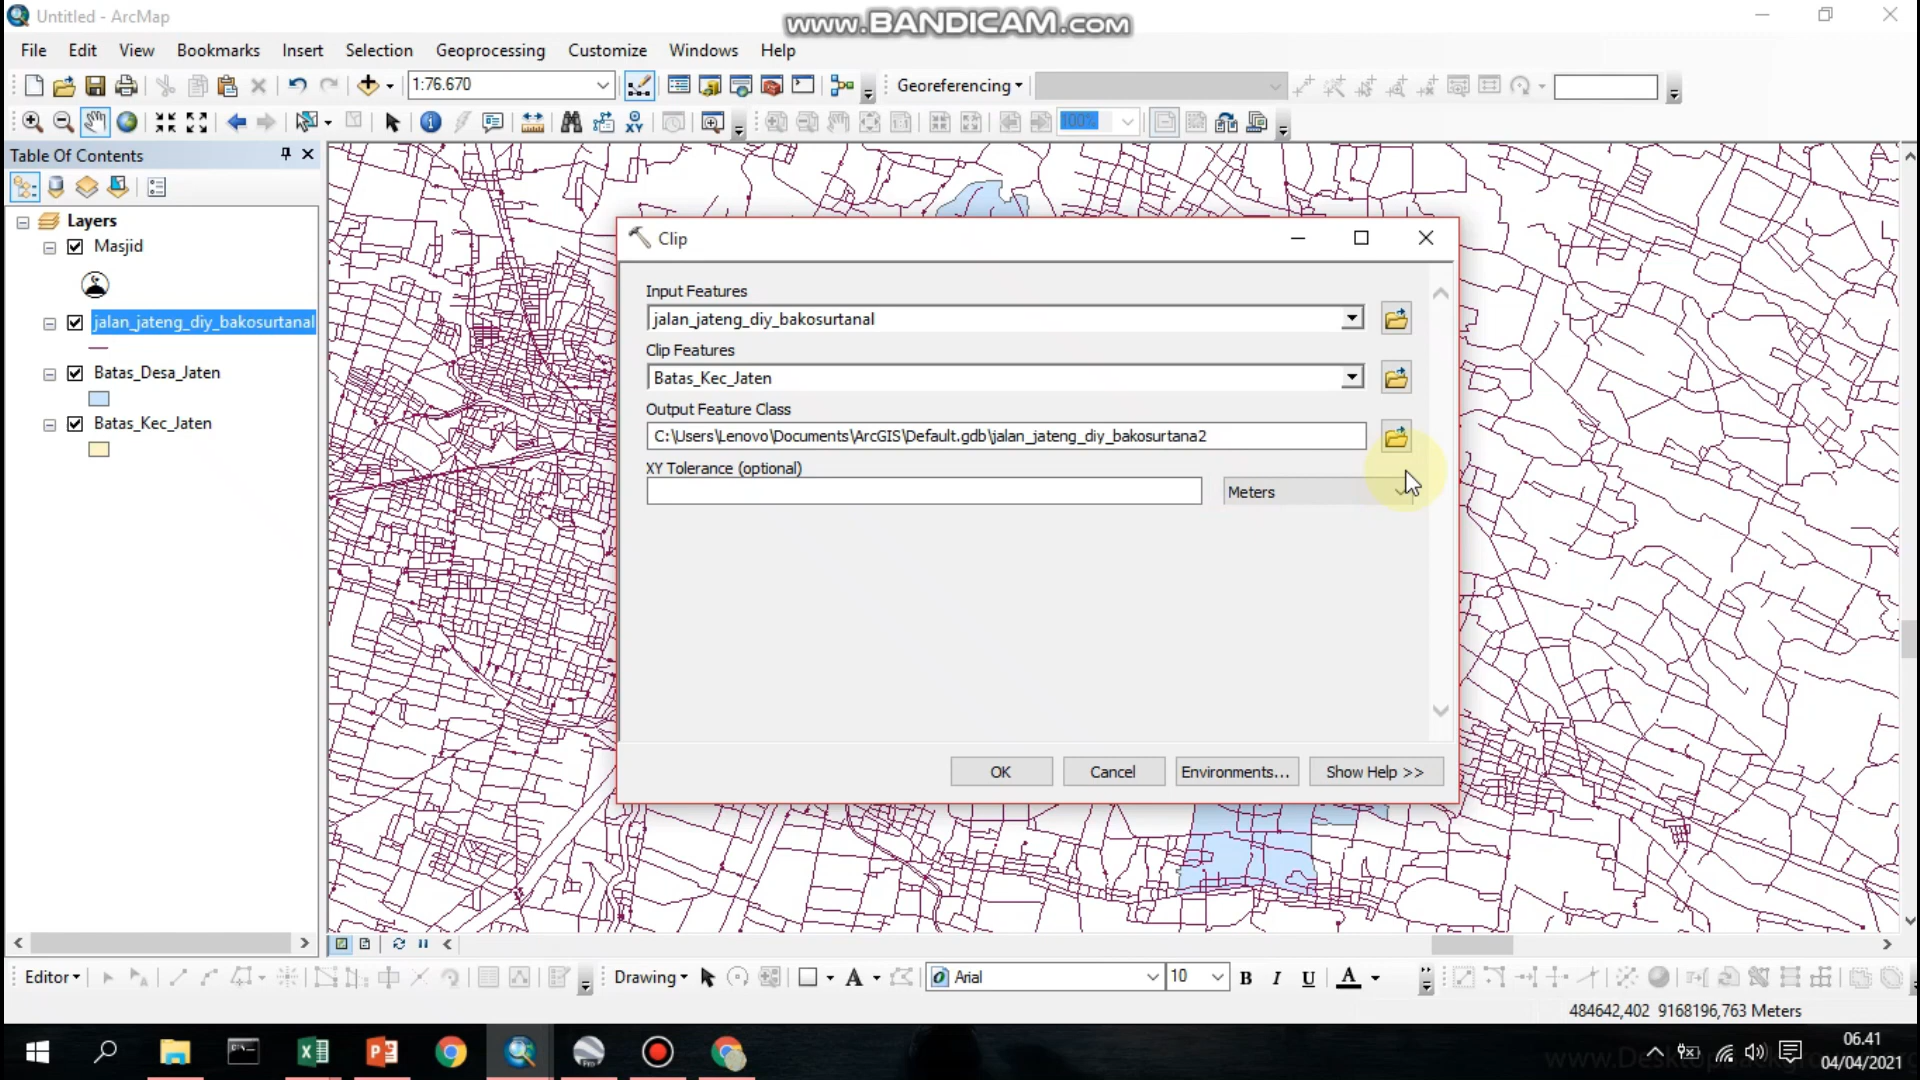 Untitled - ArcMap
www.BANDICAM.com
File Edit View Bookmarks Insert Selection Geoprocessing Customize Windows Help
1:76.670
Georeferencing
100%
Table Of Contents
Layers
Masjid
jalan_jateng_diy_bakosurtanal
Batas_Desa_Jaten
Batas_Kec_Jaten
Clip
Input Features
jalan_jateng_diy_bakosurtanal
Clip Features
Batas_Kec_Jaten
Output Feature Class
C:\Users\Lenovo\Documents\ArcGIS\Default.gdb\jalan_jateng_diy_bakosurtana2
XY Tolerance (optional)
Meters
OK Cancel Environments... Show Help >>
Editor Drawing Arial 10 B I U A
484642,402 9168196,763 Meters
06.41
04/04/2021